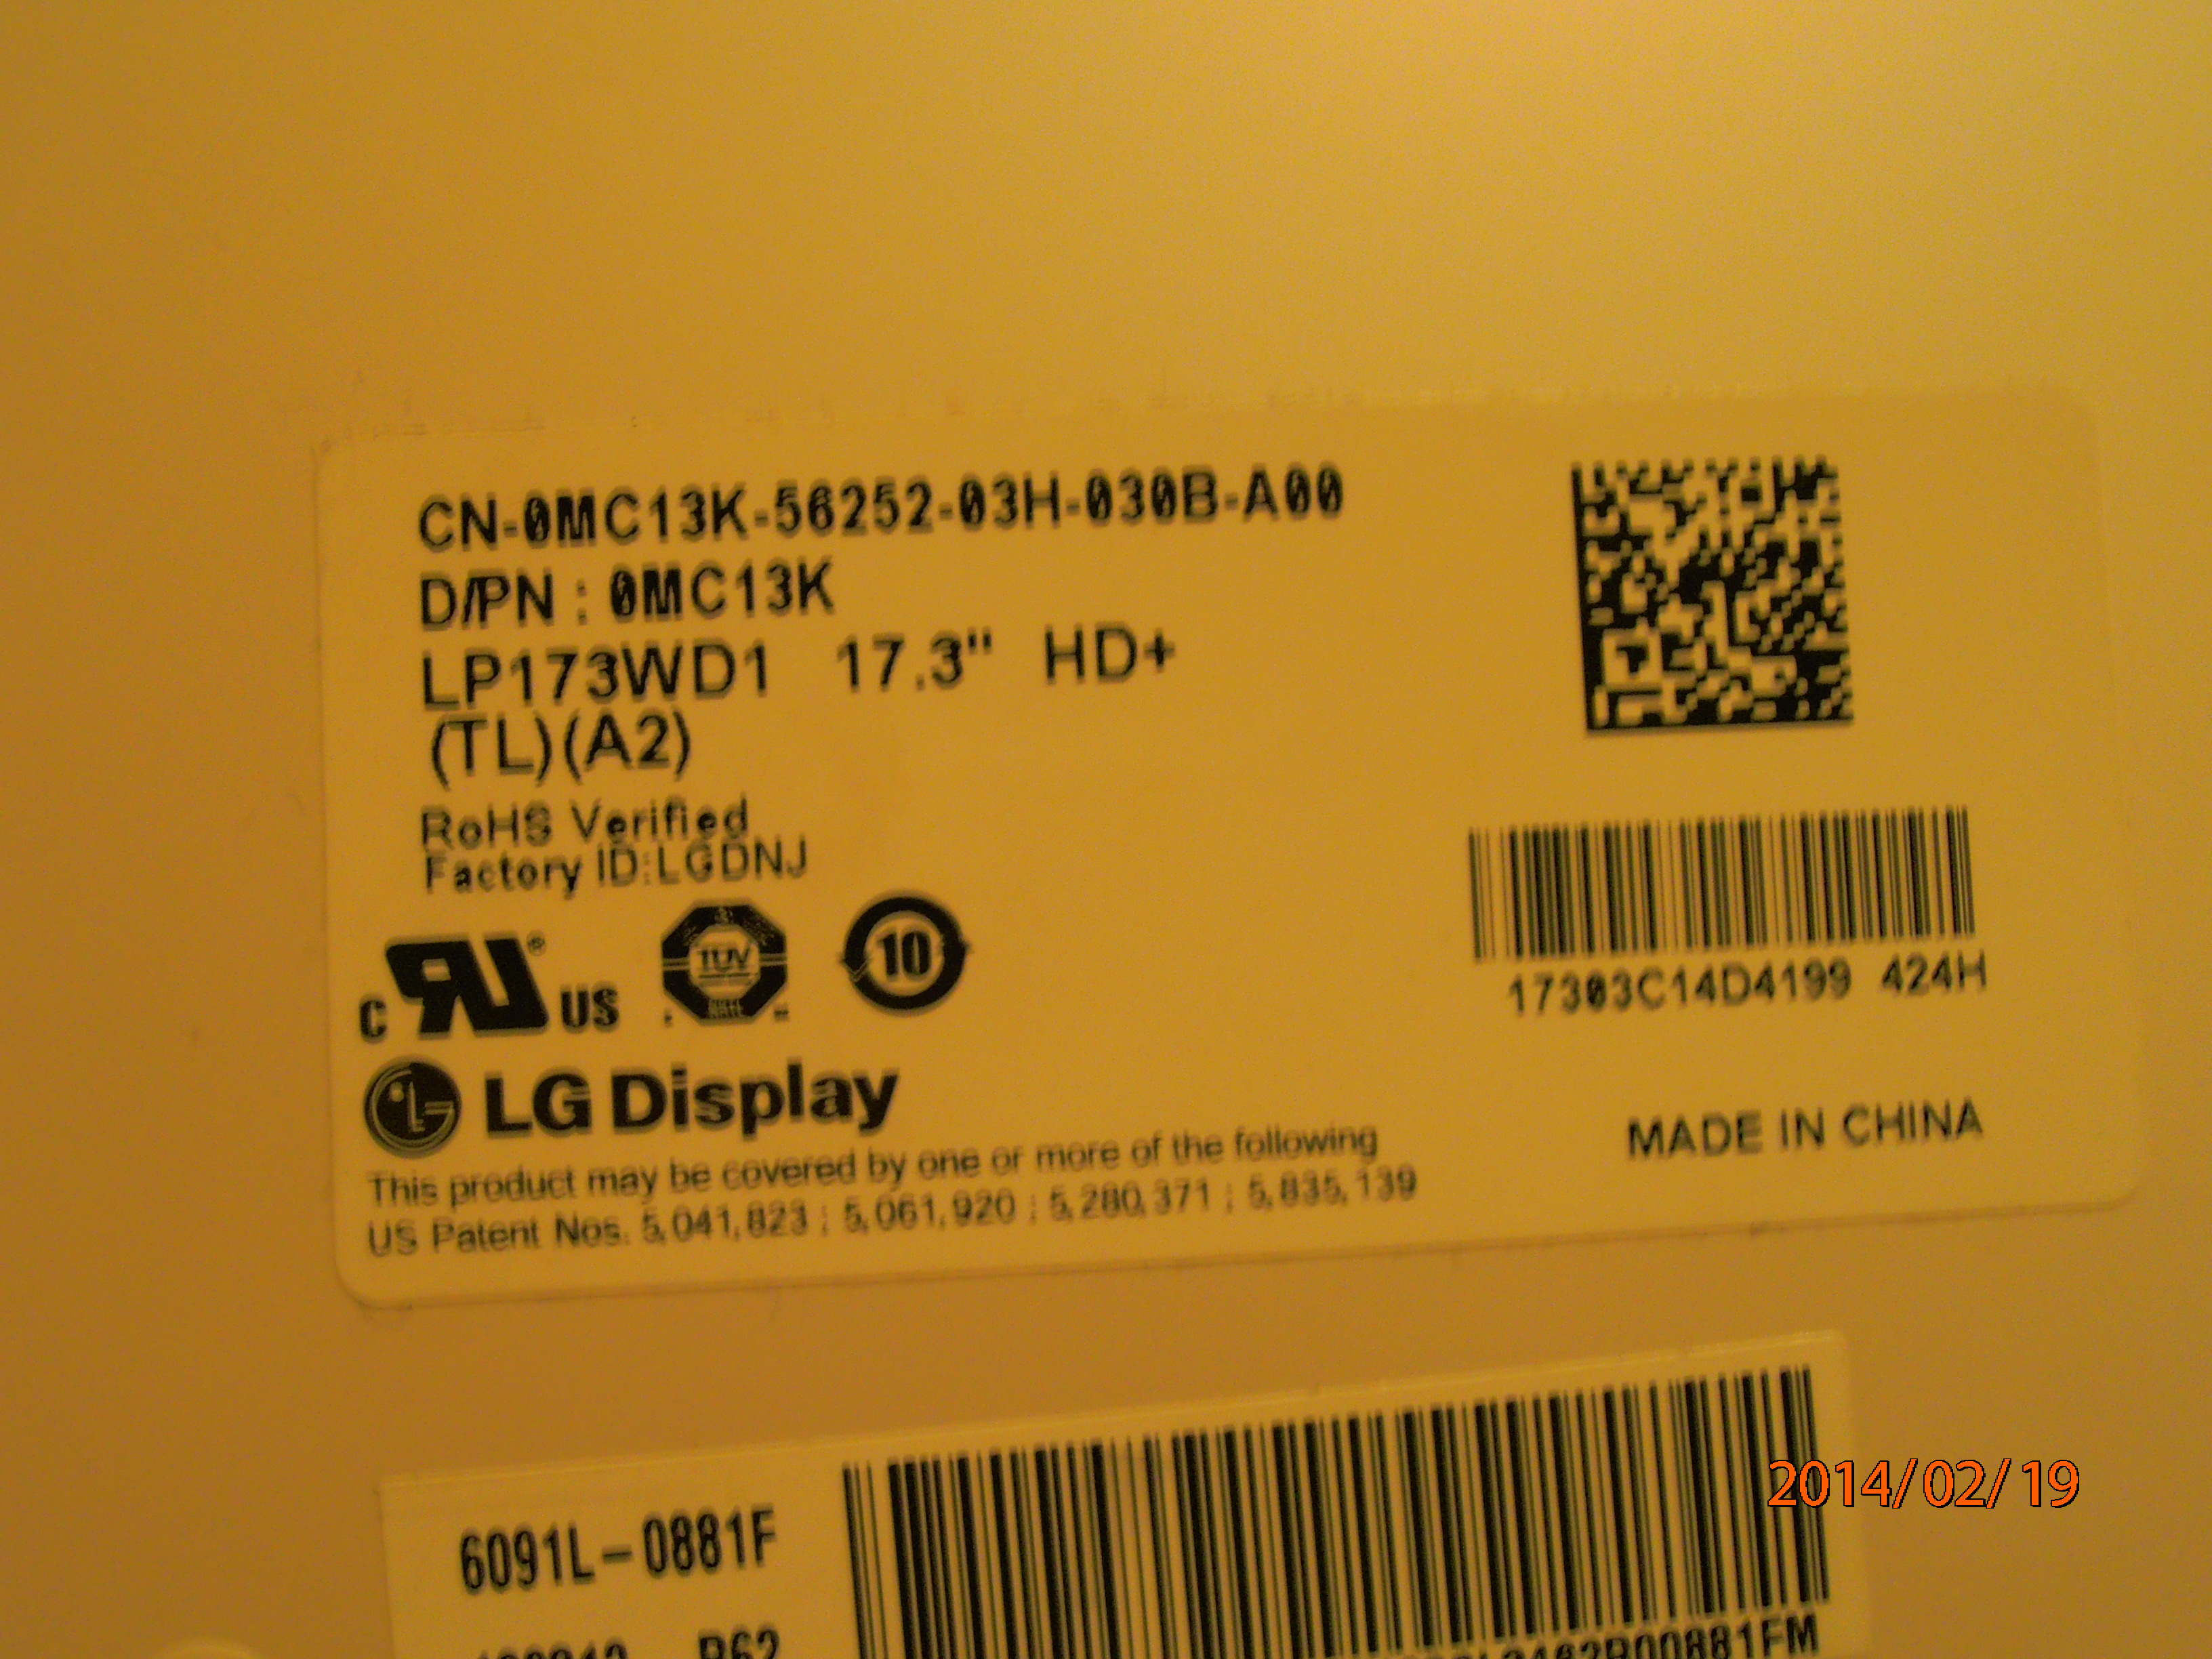 CN-0MC13K-56252-03H-030B-A00
D/PN : 0MC13K
LP173WD1 17.3" HD+
(TL)(A2)
RoHS Verified
Factory ID:LGDNJ
C RU® US
TUV
10
17303C14D4199 424H
LG Display
MADE IN CHINA
This product may be covered by one or more of the following
US Patent Nos. 5,041,823 ; 5,061,920 ; 5,280,371 ; 5,835,139
6091L-0881F
2014/02/19